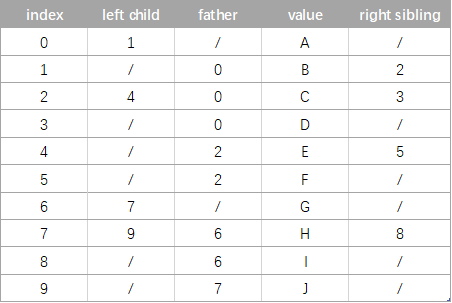 index left child father value right sibling
0 1 / A /
1 / 0 B 2
2 4 0 C 3
3 / 0 D /
4 / 2 E 5
5 / 2 F /
6 7 / G /
7 9 6 H 8
8 / 6 I /
9 / 7 J /